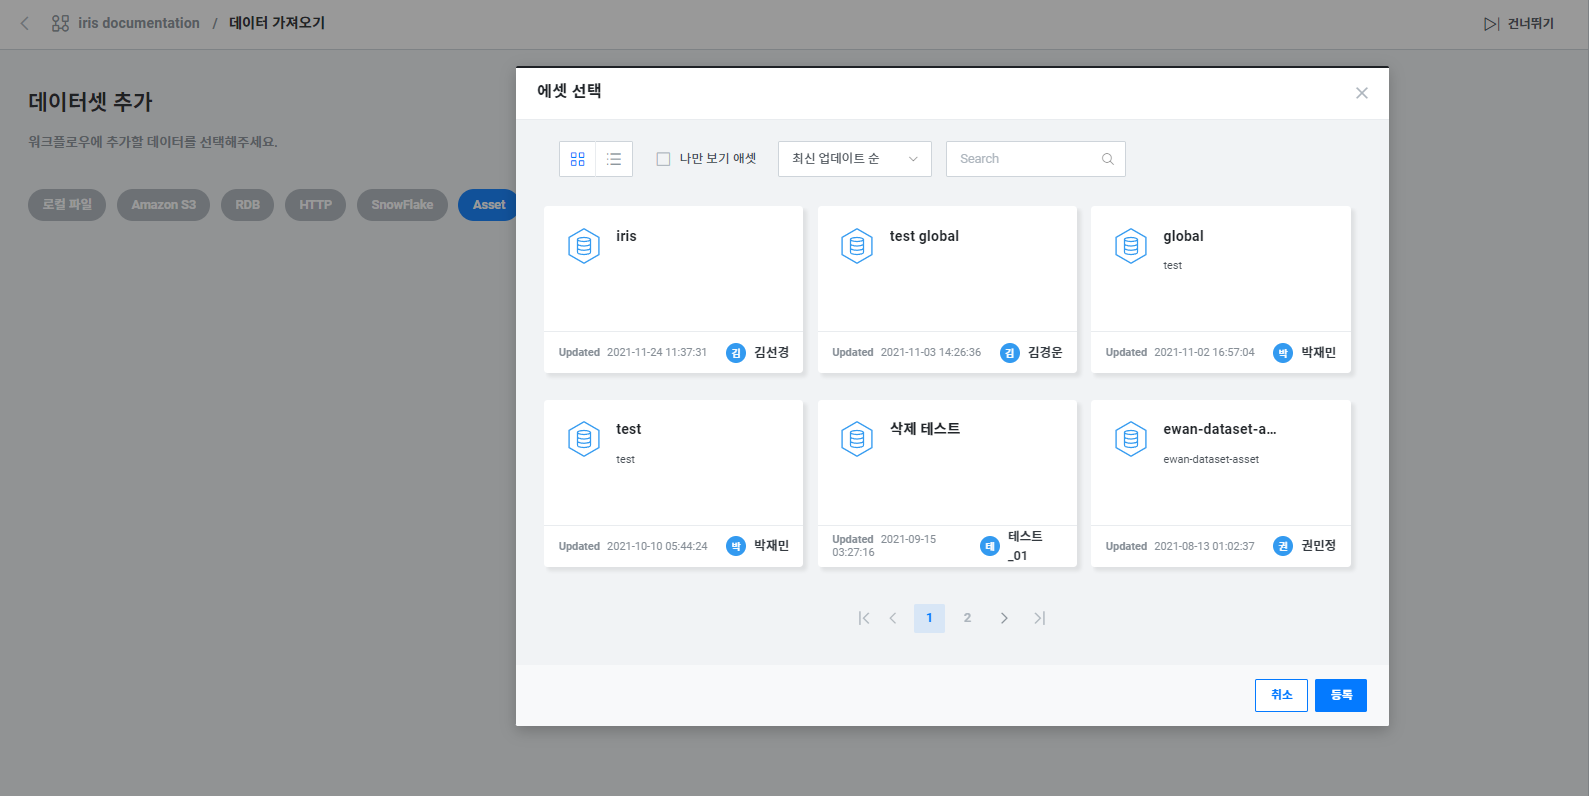 iris documentation / 데이터 가져오기
건너뛰기
데이터셋 추가
워크플로우에 추가할 데이터를 선택해주세요.
로컬 파일
Amazon S3
RDB
HTTP
SnowFlake
Asset
에셋 선택
나만 보기 애셋
최신 업데이트 순
Search
iris
Updated 2021-11-24 11:37:31
김 김선경
test global
Updated 2021-11-03 14:26:36
김 김경운
global
test
Updated 2021-11-02 16:57:04
박 박재민
test
test
Updated 2021-10-10 05:44:24
박 박재민
삭제 테스트
Updated 2021-09-15
03:27:16
테 테스트
_01
ewan-dataset-a...
ewan-dataset-asset
Updated 2021-08-13 01:02:37
권 권민정
1
2
취소
등록